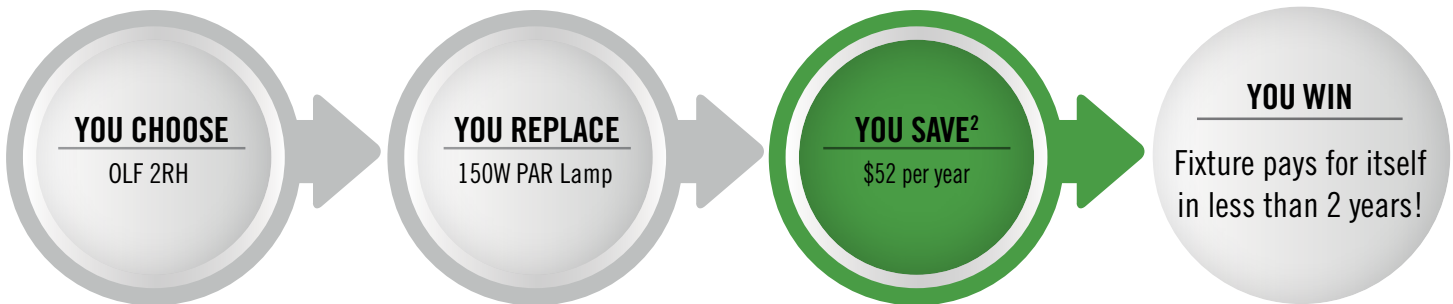 YOU CHOOSE
OLF 2RH
YOU REPLACE
150W PAR Lamp
YOU SAVE²
$52 per year
YOU WIN
Fixture pays for itself
in less than 2 years!